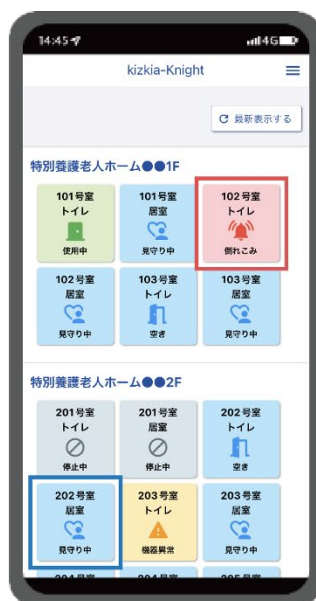 14:45
4G
kizkia-Knight
最新表示する
特別養護老人ホーム●●1F
101号室
トイレ
使用中
101号室
居室
見守り中
102号室
トイレ
倒れこみ
102号室
居室
見守り中
103号室
トイレ
空き
103号室
居室
見守り中
特別養護老人ホーム●●2F
201号室
トイレ
停止中
201号室
居室
停止中
202号室
トイレ
空き
202号室
居室
見守り中
203号室
トイレ
機器異常
203号室
居室
見守り中